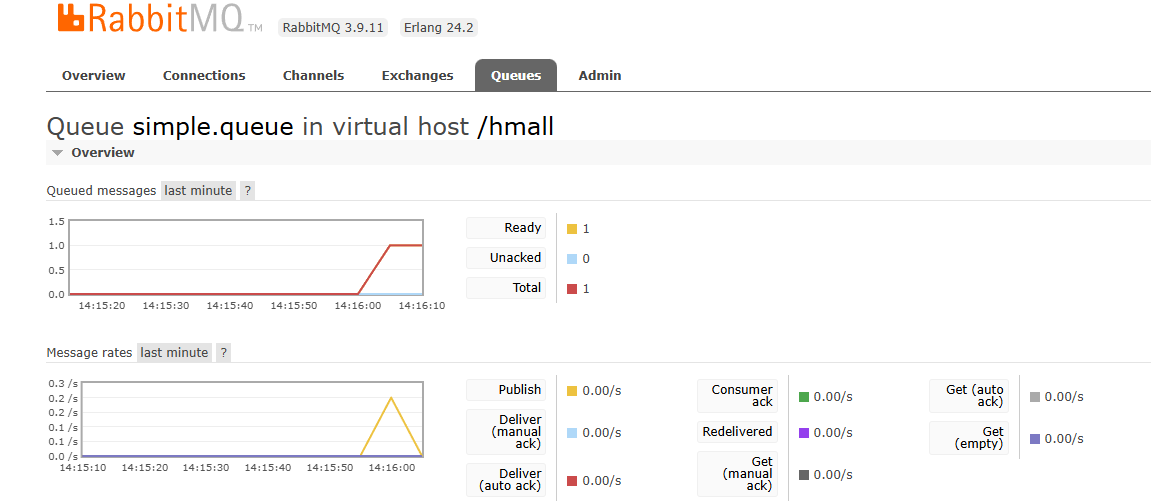 RabbitMQ TM RabbitMQ 3.9.11 Erlang 24.2
Overview Connections Channels Exchanges Queues Admin
Queue simple.queue in virtual host /hmall
Overview
Queued messages last minute ?
1.5
1.0
0.5
0.0
14:15:20 14:15:30 14:15:40 14:15:50 14:16:00 14:16:10
Ready 1
Unacked 0
Total 1
Message rates last minute ?
0.3 /s
0.2 /s
0.2 /s
0.1 /s
0.1 /s
0.0 /s
14:15:10 14:15:20 14:15:30 14:15:40 14:15:50 14:16:00
Publish 0.00/s
Deliver
(manual
ack)
0.00/s
Deliver
(auto ack)
0.00/s
Consumer
ack
0.00/s
Redelivered 0.00/s
Get
(manual
ack)
0.00/s
Get (auto
ack)
0.00/s
Get
(empty)
0.00/s